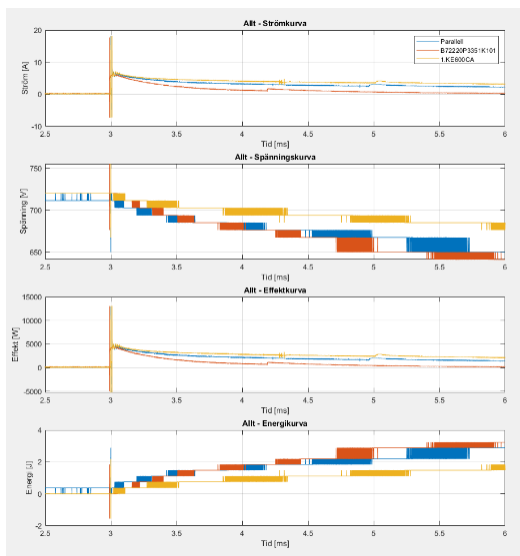 Allt - Strömkurva
20
10
0
-10
Ström [A]
Parallell
B72220P3351K101
1.KE600CA
2.5 3 3.5 4 4.5 5 5.5 6
Tid [ms]
Allt - Spänningskurva
750
700
650
Spänning [V]
2.5 3 3.5 4 4.5 5 5.5 6
Tid [ms]
Allt - Effektkurva
15000
10000
5000
0
-5000
Effekt [W]
2.5 3 3.5 4 4.5 5 5.5 6
Tid [ms]
Allt - Energikurva
4
2
0
-2
Energi [J]
2.5 3 3.5 4 4.5 5 5.5 6
Tid [ms]